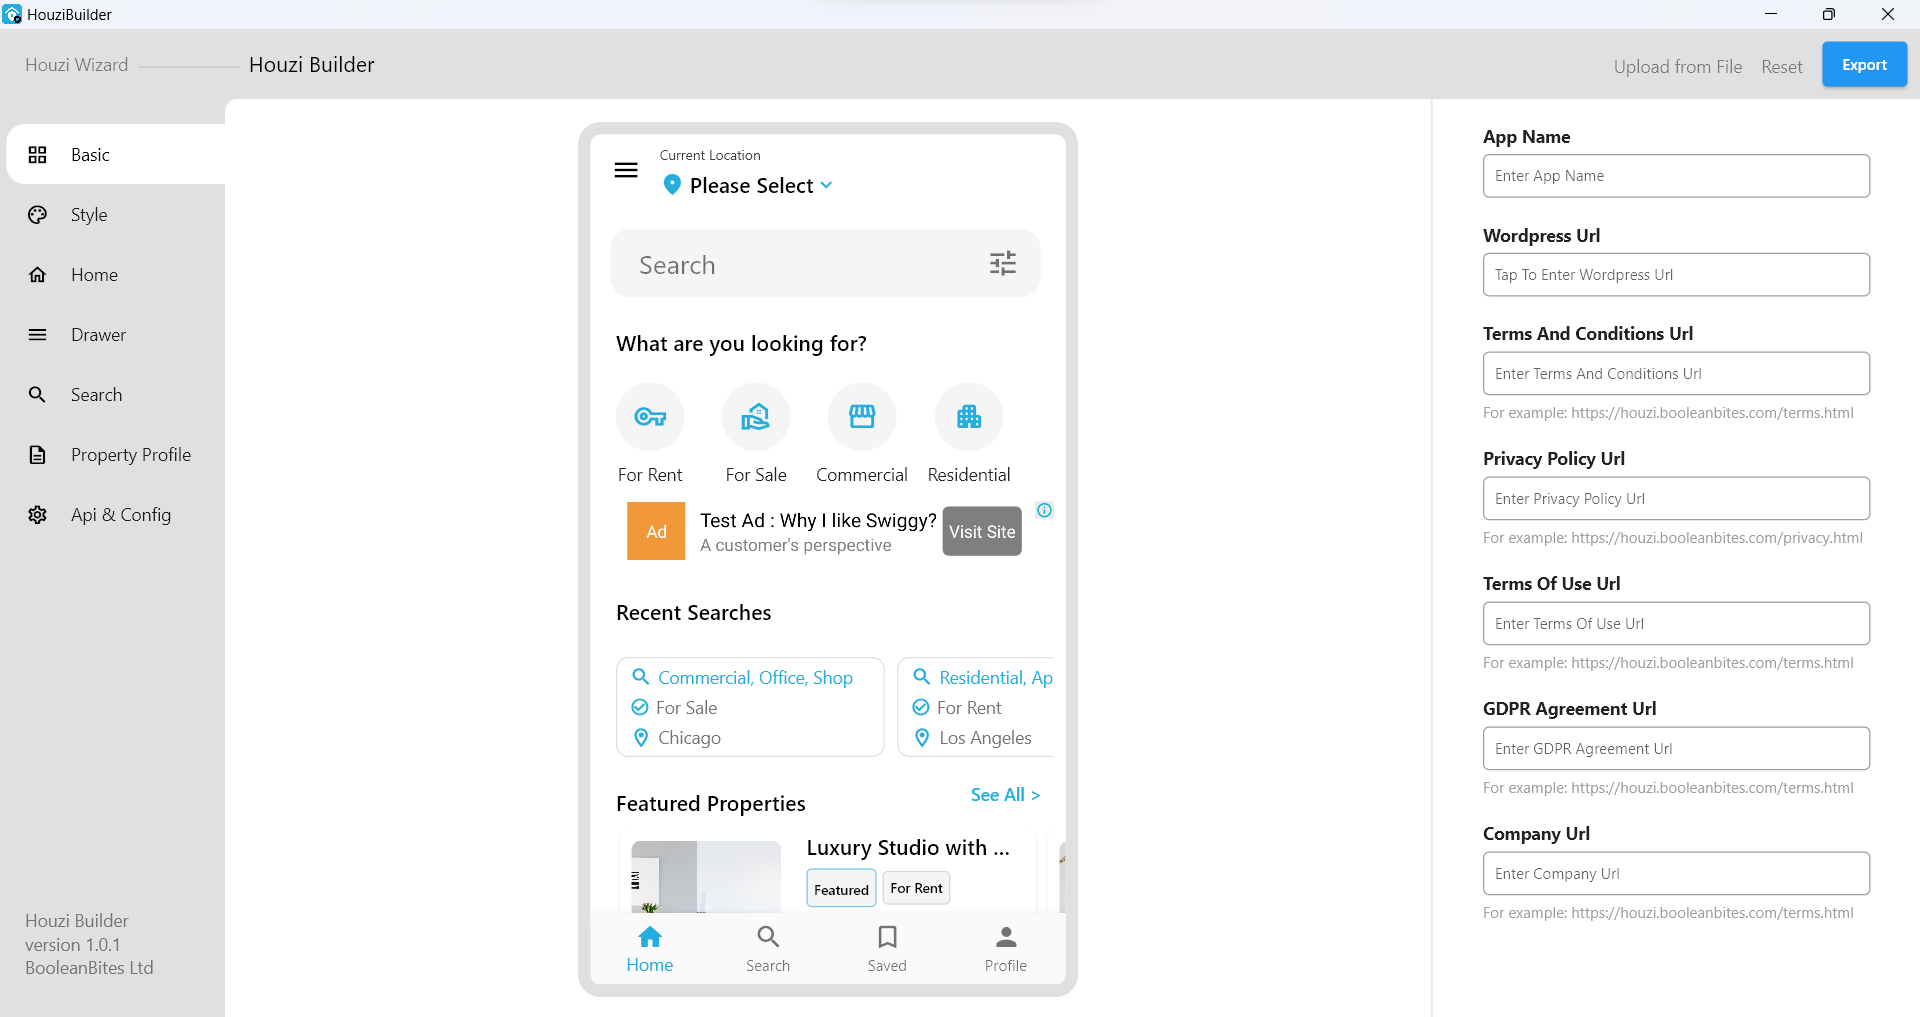 HouziBuilder
Houzi Wizard
Houzi Builder
Upload from File
Reset
Export
Basic
Style
Home
Drawer
Search
Property Profile
Api & Config
Houzi Builder
version 1.0.1
BooleanBites Ltd
Current Location
Please Select
Search
What are you looking for?
For Rent
For Sale
Commercial
Residential
Ad
Test Ad : Why I like Swiggy?
A customer's perspective
Visit Site
Recent Searches
Commercial, Office, Shop
For Sale
Chicago
Residential, Ap
For Rent
Los Angeles
Featured Properties
See All >
Luxury Studio with ...
Featured
For Rent
Home
Search
Saved
Profile
App Name
Enter App Name
Wordpress Url
Tap To Enter Wordpress Url
Terms And Conditions Url
Enter Terms And Conditions Url
For example: https://houzi.booleanbites.com/terms.html
Privacy Policy Url
Enter Privacy Policy Url
For example: https://houzi.booleanbites.com/privacy.html
Terms Of Use Url
Enter Terms Of Use Url
For example: https://houzi.booleanbites.com/terms.html
GDPR Agreement Url
Enter GDPR Agreement Url
For example: https://houzi.booleanbites.com/terms.html
Company Url
Enter Company Url
For example: https://houzi.booleanbites.com/terms.html